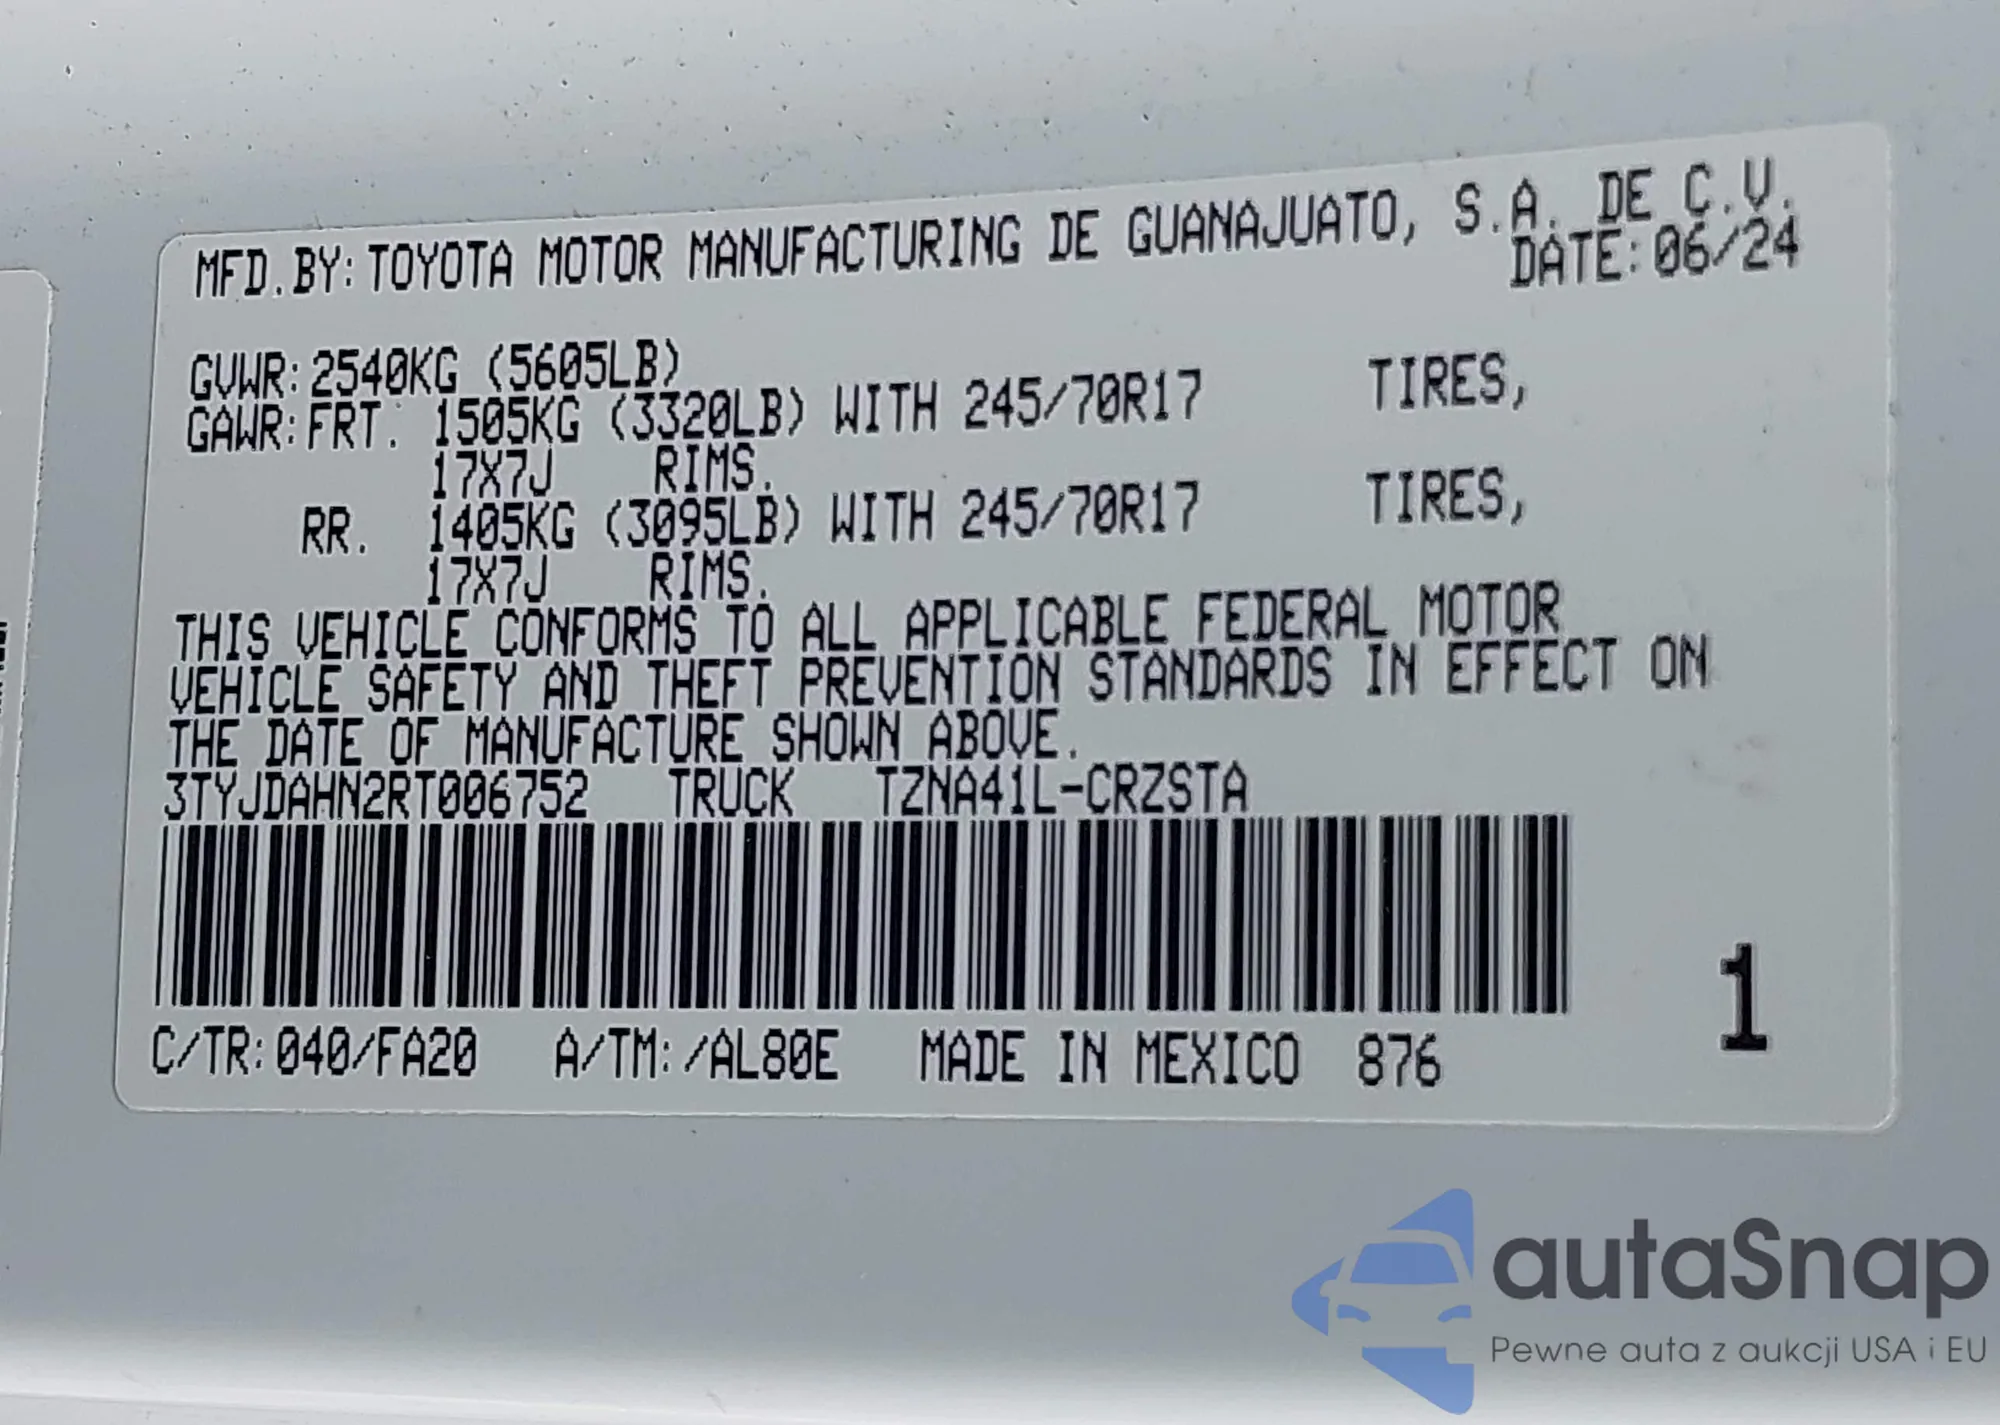 MFD.BY:TOYOTA MOTOR MANUFACTURING DE GUANAJUATO, S.A. DE C.V.
DATE:06/24
GVWR:2540KG (5605LB)
GAWR:FRT. 1505KG (3320LB) WITH 245/70R17 TIRES,
17X7J RIMS.
RR. 1405KG (3095LB) WITH 245/70R17 TIRES,
17X7J RIMS.
THIS VEHICLE CONFORMS TO ALL APPLICABLE FEDERAL MOTOR
VEHICLE SAFETY AND THEFT PREVENTION STANDARDS IN EFFECT ON
THE DATE OF MANUFACTURE SHOWN ABOVE.
3TYJDAHN2RT006752 TRUCK TZNA41L-CRZSTA
1
C/TR:040/FA20 A/TM:/AL80E MADE IN MEXICO 876
autaSnap
Pewne auta z aukcji USA i EU